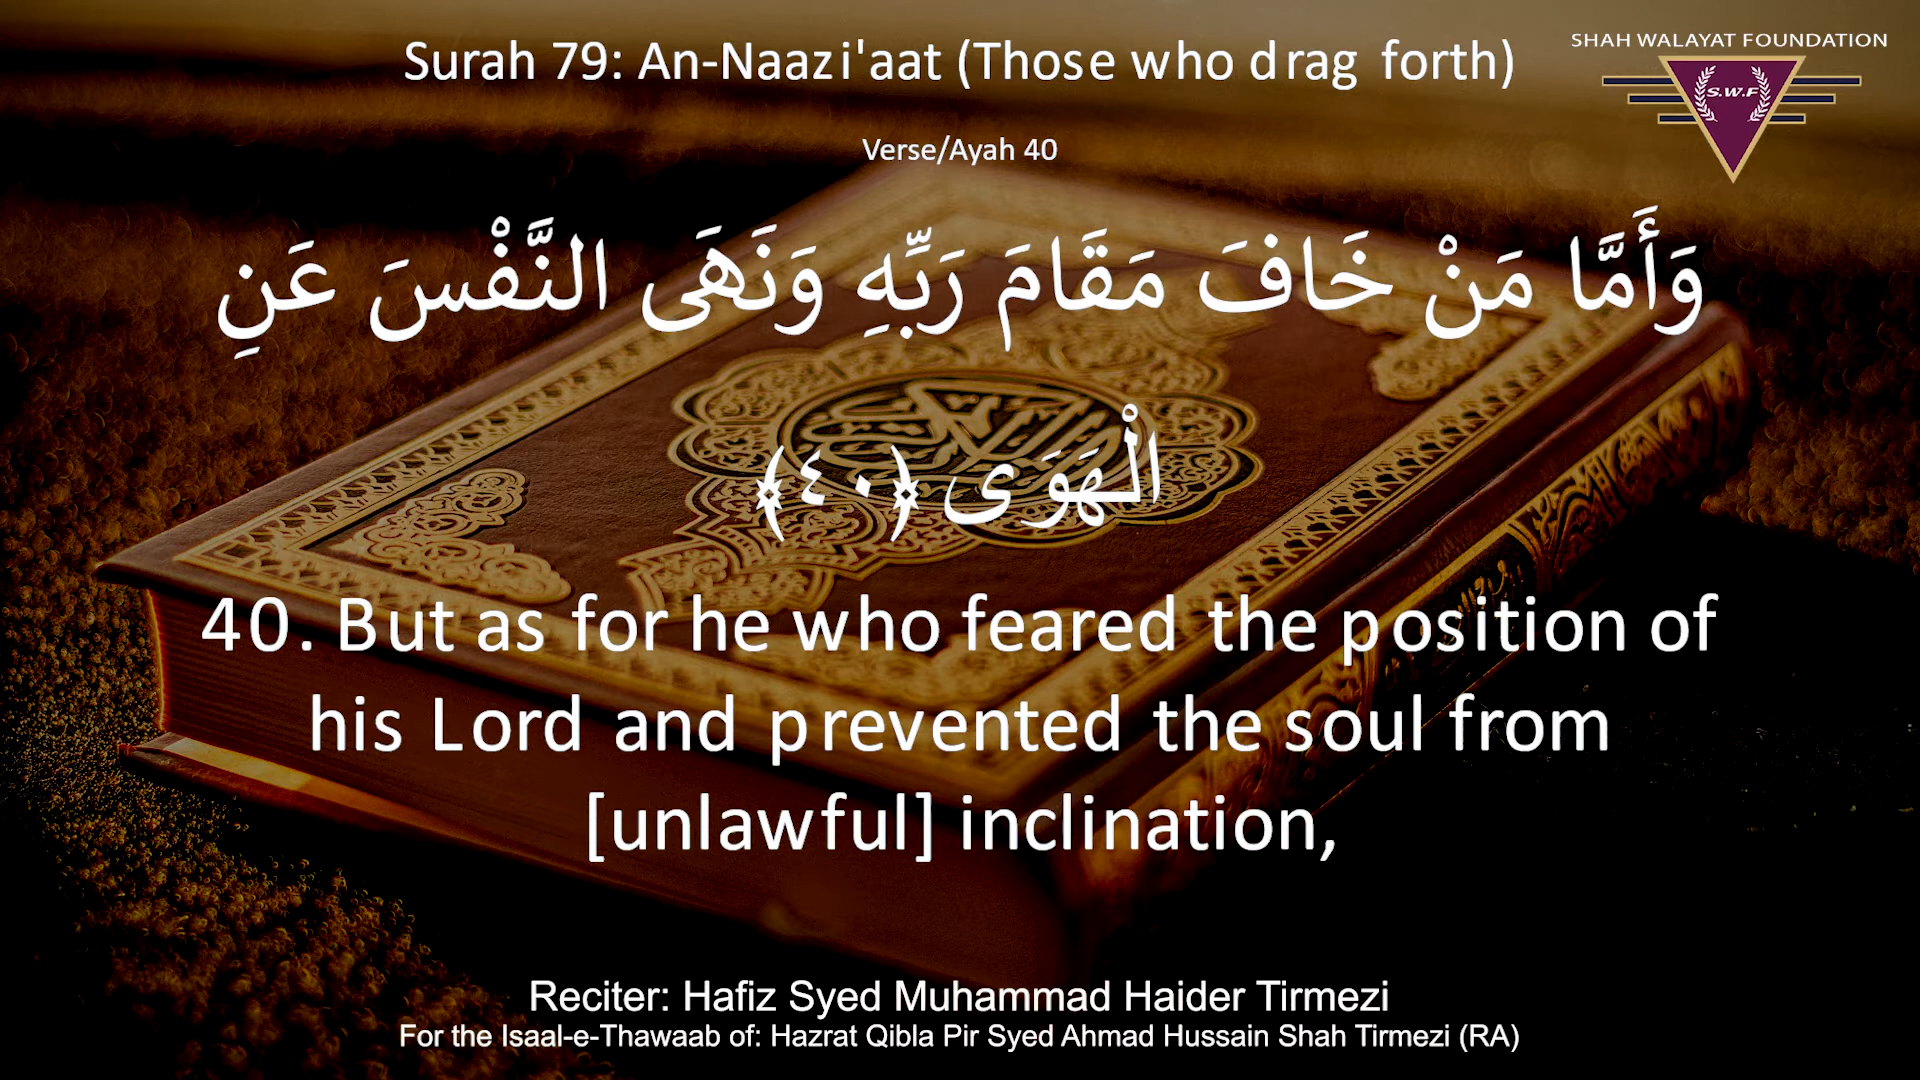 Surah 79: An-Naazi'aat (Those who drag forth)
SHAH WALAYAT FOUNDATION
S.W.F
Verse/Ayah 40
وَأَمَّا مَنْ خَافَ مَقَامَ رَبِّهِ وَنَهَى النَّفْسَ عَنِ
الْهَوَى ﴿٤٠﴾
40. But as for he who feared the position of
his Lord and prevented the soul from
[unlawful] inclination,
Reciter: Hafiz Syed Muhammad Haider Tirmezi
For the Isaal-e-Thawaab of: Hazrat Qibla Pir Syed Ahmad Hussain Shah Tirmezi (RA)